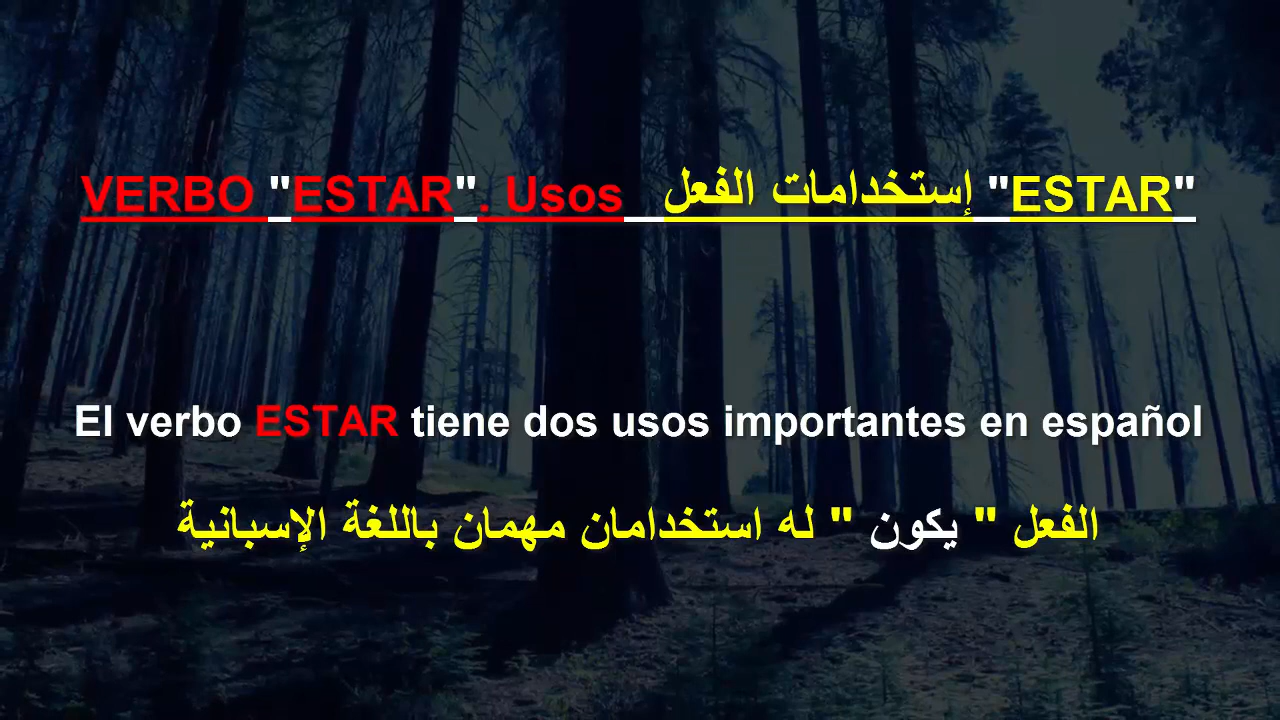 VERBO "ESTAR". Usos إستخدامات الفعل "ESTAR"
El verbo ESTAR tiene dos usos importantes en español
الفعل " يكون " له استخدامان مهمان باللغة الإسبانية